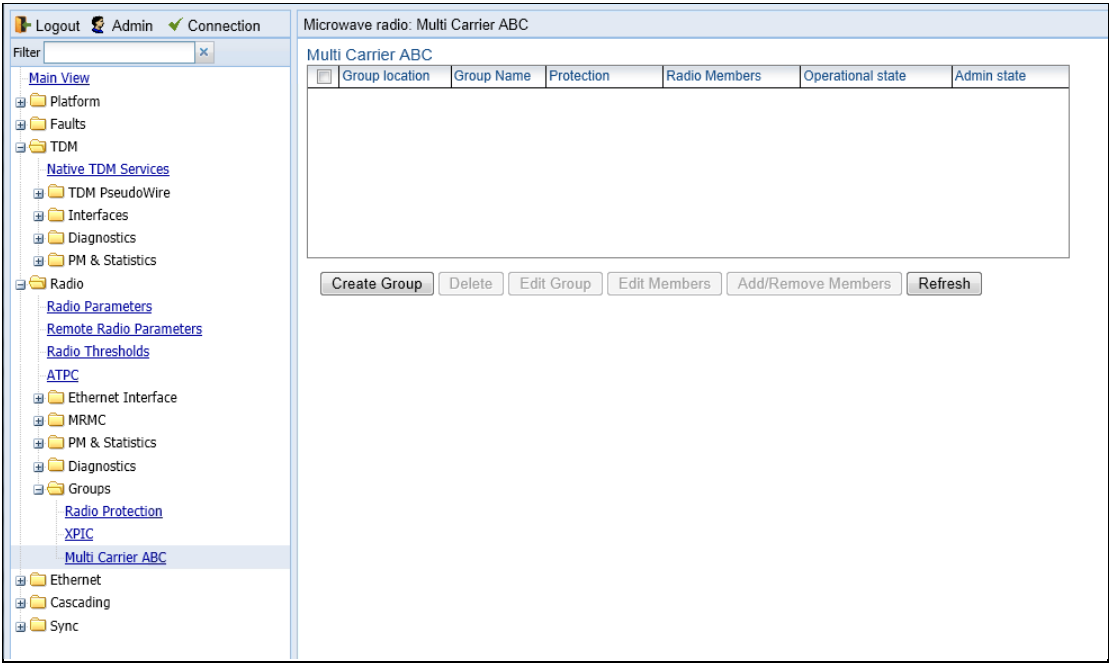 Logout Admin Connection
Filter
Main View
Platform
Faults
TDM
Native TDM Services
TDM PseudoWire
Interfaces
Diagnostics
PM & Statistics
Radio
Radio Parameters
Remote Radio Parameters
Radio Thresholds
ATPC
Ethernet Interface
MRMC
PM & Statistics
Diagnostics
Groups
Radio Protection
XPIC
Multi Carrier ABC
Ethernet
Cascading
Sync
Microwave radio: Multi Carrier ABC
Multi Carrier ABC
Group location Group Name Protection Radio Members Operational state Admin state
Create Group Delete Edit Group Edit Members Add/Remove Members Refresh